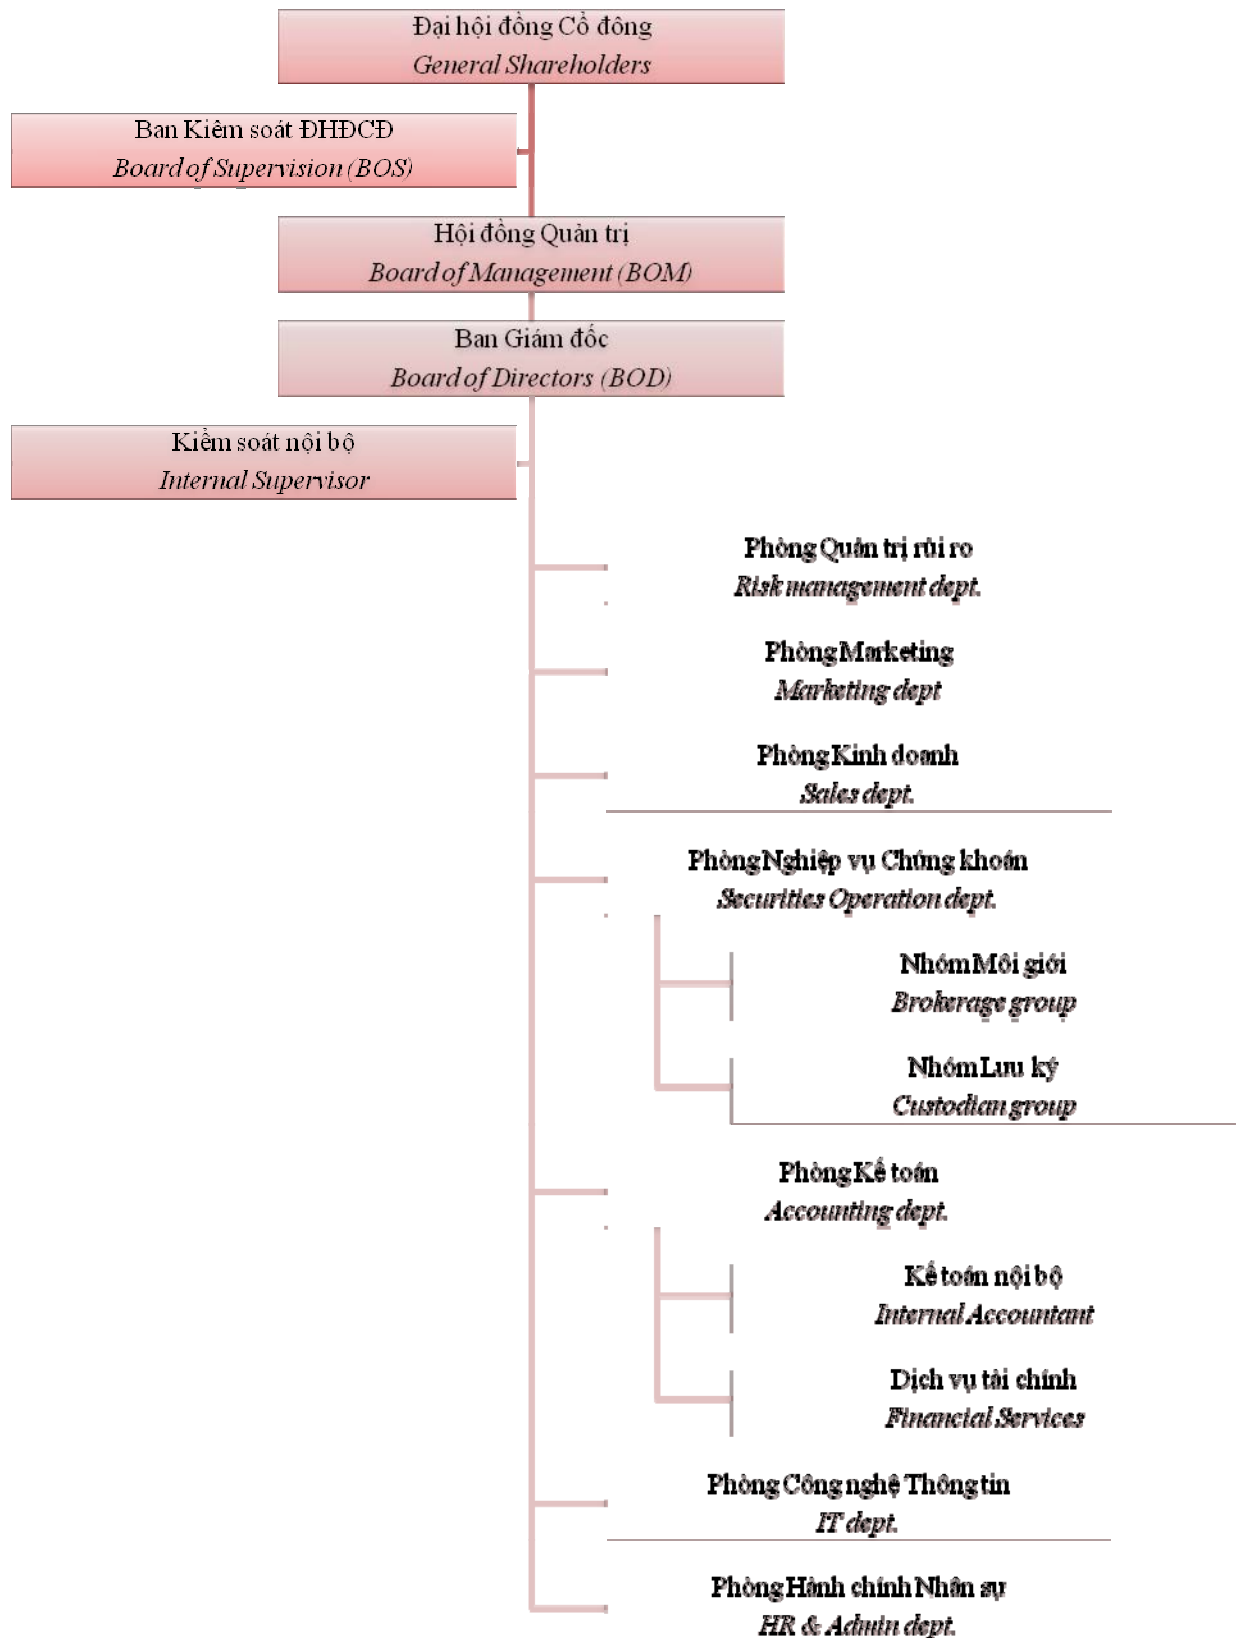 Đại hội đồng Cổ đông
General Shareholders
Ban Kiêm soát ĐHĐCĐ
Board of Supervision (BOS)
Hội đồng Quản trị
Board of Management (BOM)
Ban Giám đốc
Board of Directors (BOD)
Kiểm soát nội bộ
Internal Supervisor
Phòng Quản trị rủi ro
Risk management dept.
Phòng Marketing
Marketing dept
Phòng Kinh doanh
Sales dept.
Phòng Nghiệp vụ Chứng khoán
Securities Operation dept.
Nhóm Môi giới
Brokerage group
Nhóm Lưu ký
Custodian group
Phòng Kế toán
Accounting dept.
Kế toán nội bộ
Internal Accountant
Dịch vụ tài chính
Financial Services
Phòng Công nghệ Thông tin
IT dept.
Phòng Hành chính Nhân sự
HR & Admin dept.